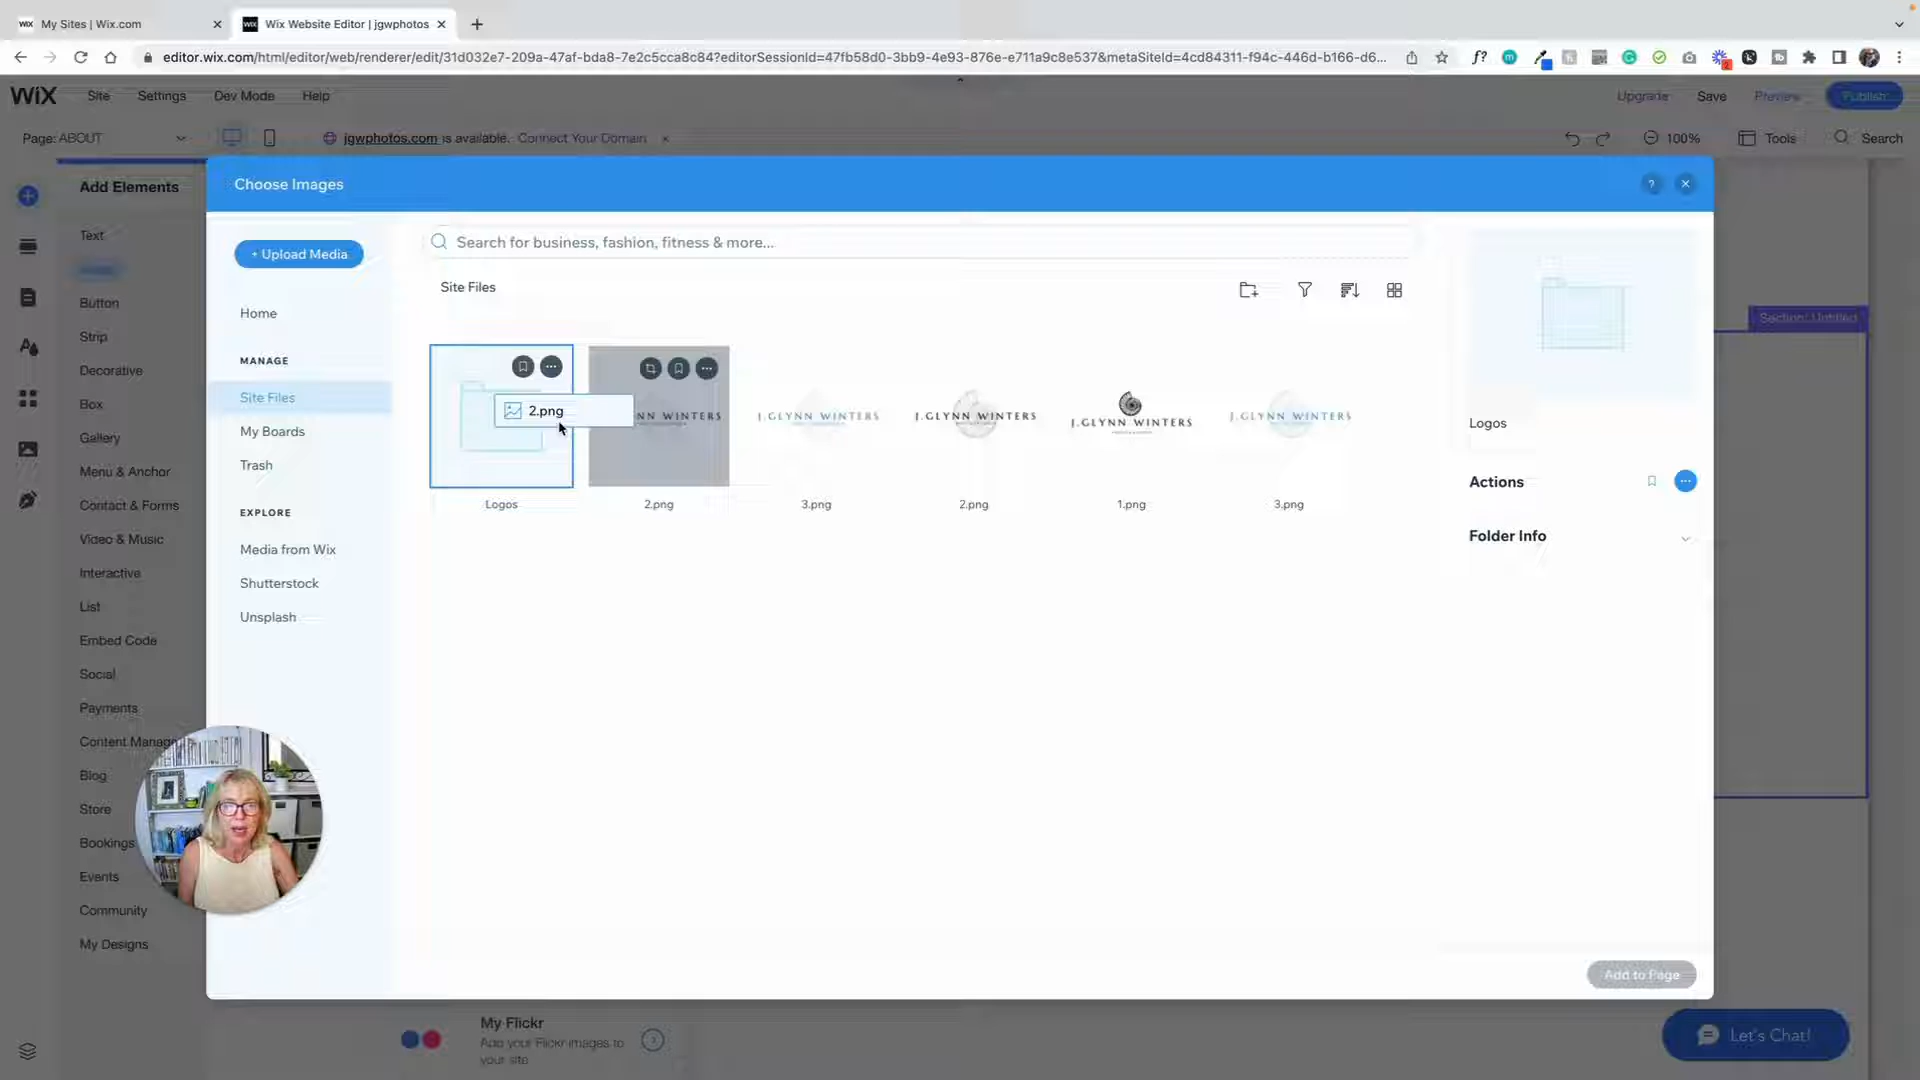 WiX My Sites | Wix.com
WiX Wix Website Editor | jgwphotos
editor.wix.com/html/editor/web/renderer/edit/31d032e7-209a-47af-bda8-7e2c5cca8c84?editorSessionId=47fb58d0-3bb9-4e93-876e-e711a9c8e537&metaSiteId=4cd84311-f94c-446d-b166-d6...
WiX Site Settings Dev Mode Help Upgrade Save Preview Publish
Page: ABOUT jgwphotos.com is available. Connect Your Domain 100% Tools Search
Add Elements
Text
Button
Strip
Decorative
Box
Gallery
Menu & Anchor
Contact & Forms
Video & Music
Interactive
List
Embed Code
Social
Payments
Content Manag
Blog
Store
Bookings
Events
Community
My Designs
Choose Images
+ Upload Media
Home
MANAGE
Site Files
My Boards
Trash
EXPLORE
Media from Wix
Shutterstock
Unsplash
Search for business, fashion, fitness & more...
Site Files
2.png
NN WINTERS
J.GLYNN WINTERS
J.GLYNN WINTERS
J.GLYNN WINTERS
J.GLYNN WINTERS
Logos
2.png
3.png
2.png
1.png
3.png
Logos
Actions
Folder Info
Add to Page
Section: Untitled
My Flickr
Add your Flickr images to
your site
Let's Chat!